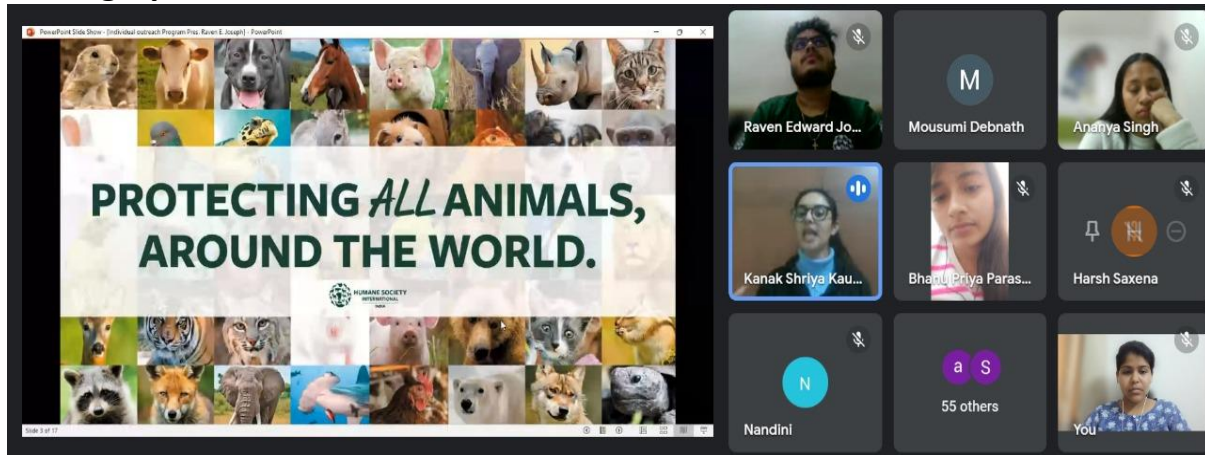 PowerPoint Slide Show - [Individual outreach Program Pres. Raven E. Joseph] - PowerPoint
PROTECTING ALL ANIMALS,
AROUND THE WORLD.
HUMANE SOCIETY
INTERNATIONAL
INDIA
Slide 3 of 17
Raven Edward Jo...
M
Mousumi Debnath
Ananya Singh
Kanak Shriya Kau...
Bhanu Priya Paras...
Harsh Saxena
N
Nandini
a S
55 others
You